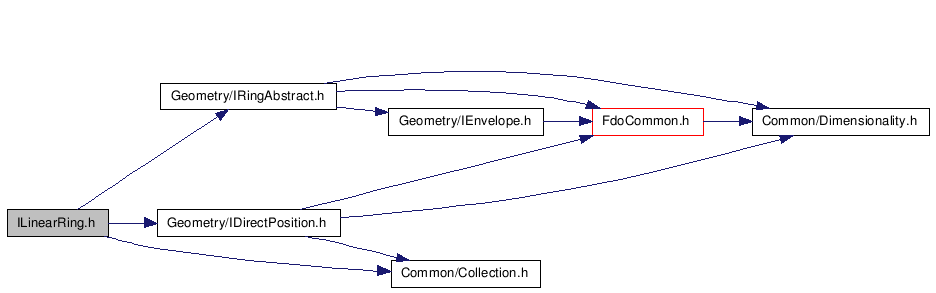 Geometry/IRingAbstract.h
Geometry/IEnvelope.h
FdoCommon.h
Common/Dimensionality.h
ILinearRing.h
Geometry/IDirectPosition.h
Common/Collection.h